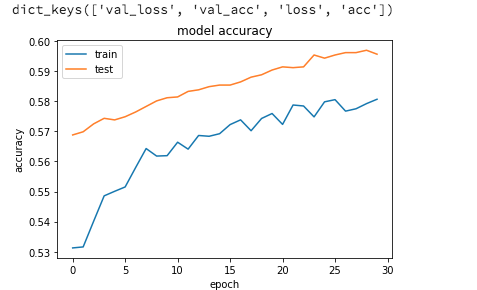 dict_keys(['val_loss', 'val_acc', 'loss', 'acc'])
model accuracy
train
test
0.60
0.59
0.58
0.57
0.56
0.55
0.54
0.53
accuracy
0 5 10 15 20 25 30
epoch